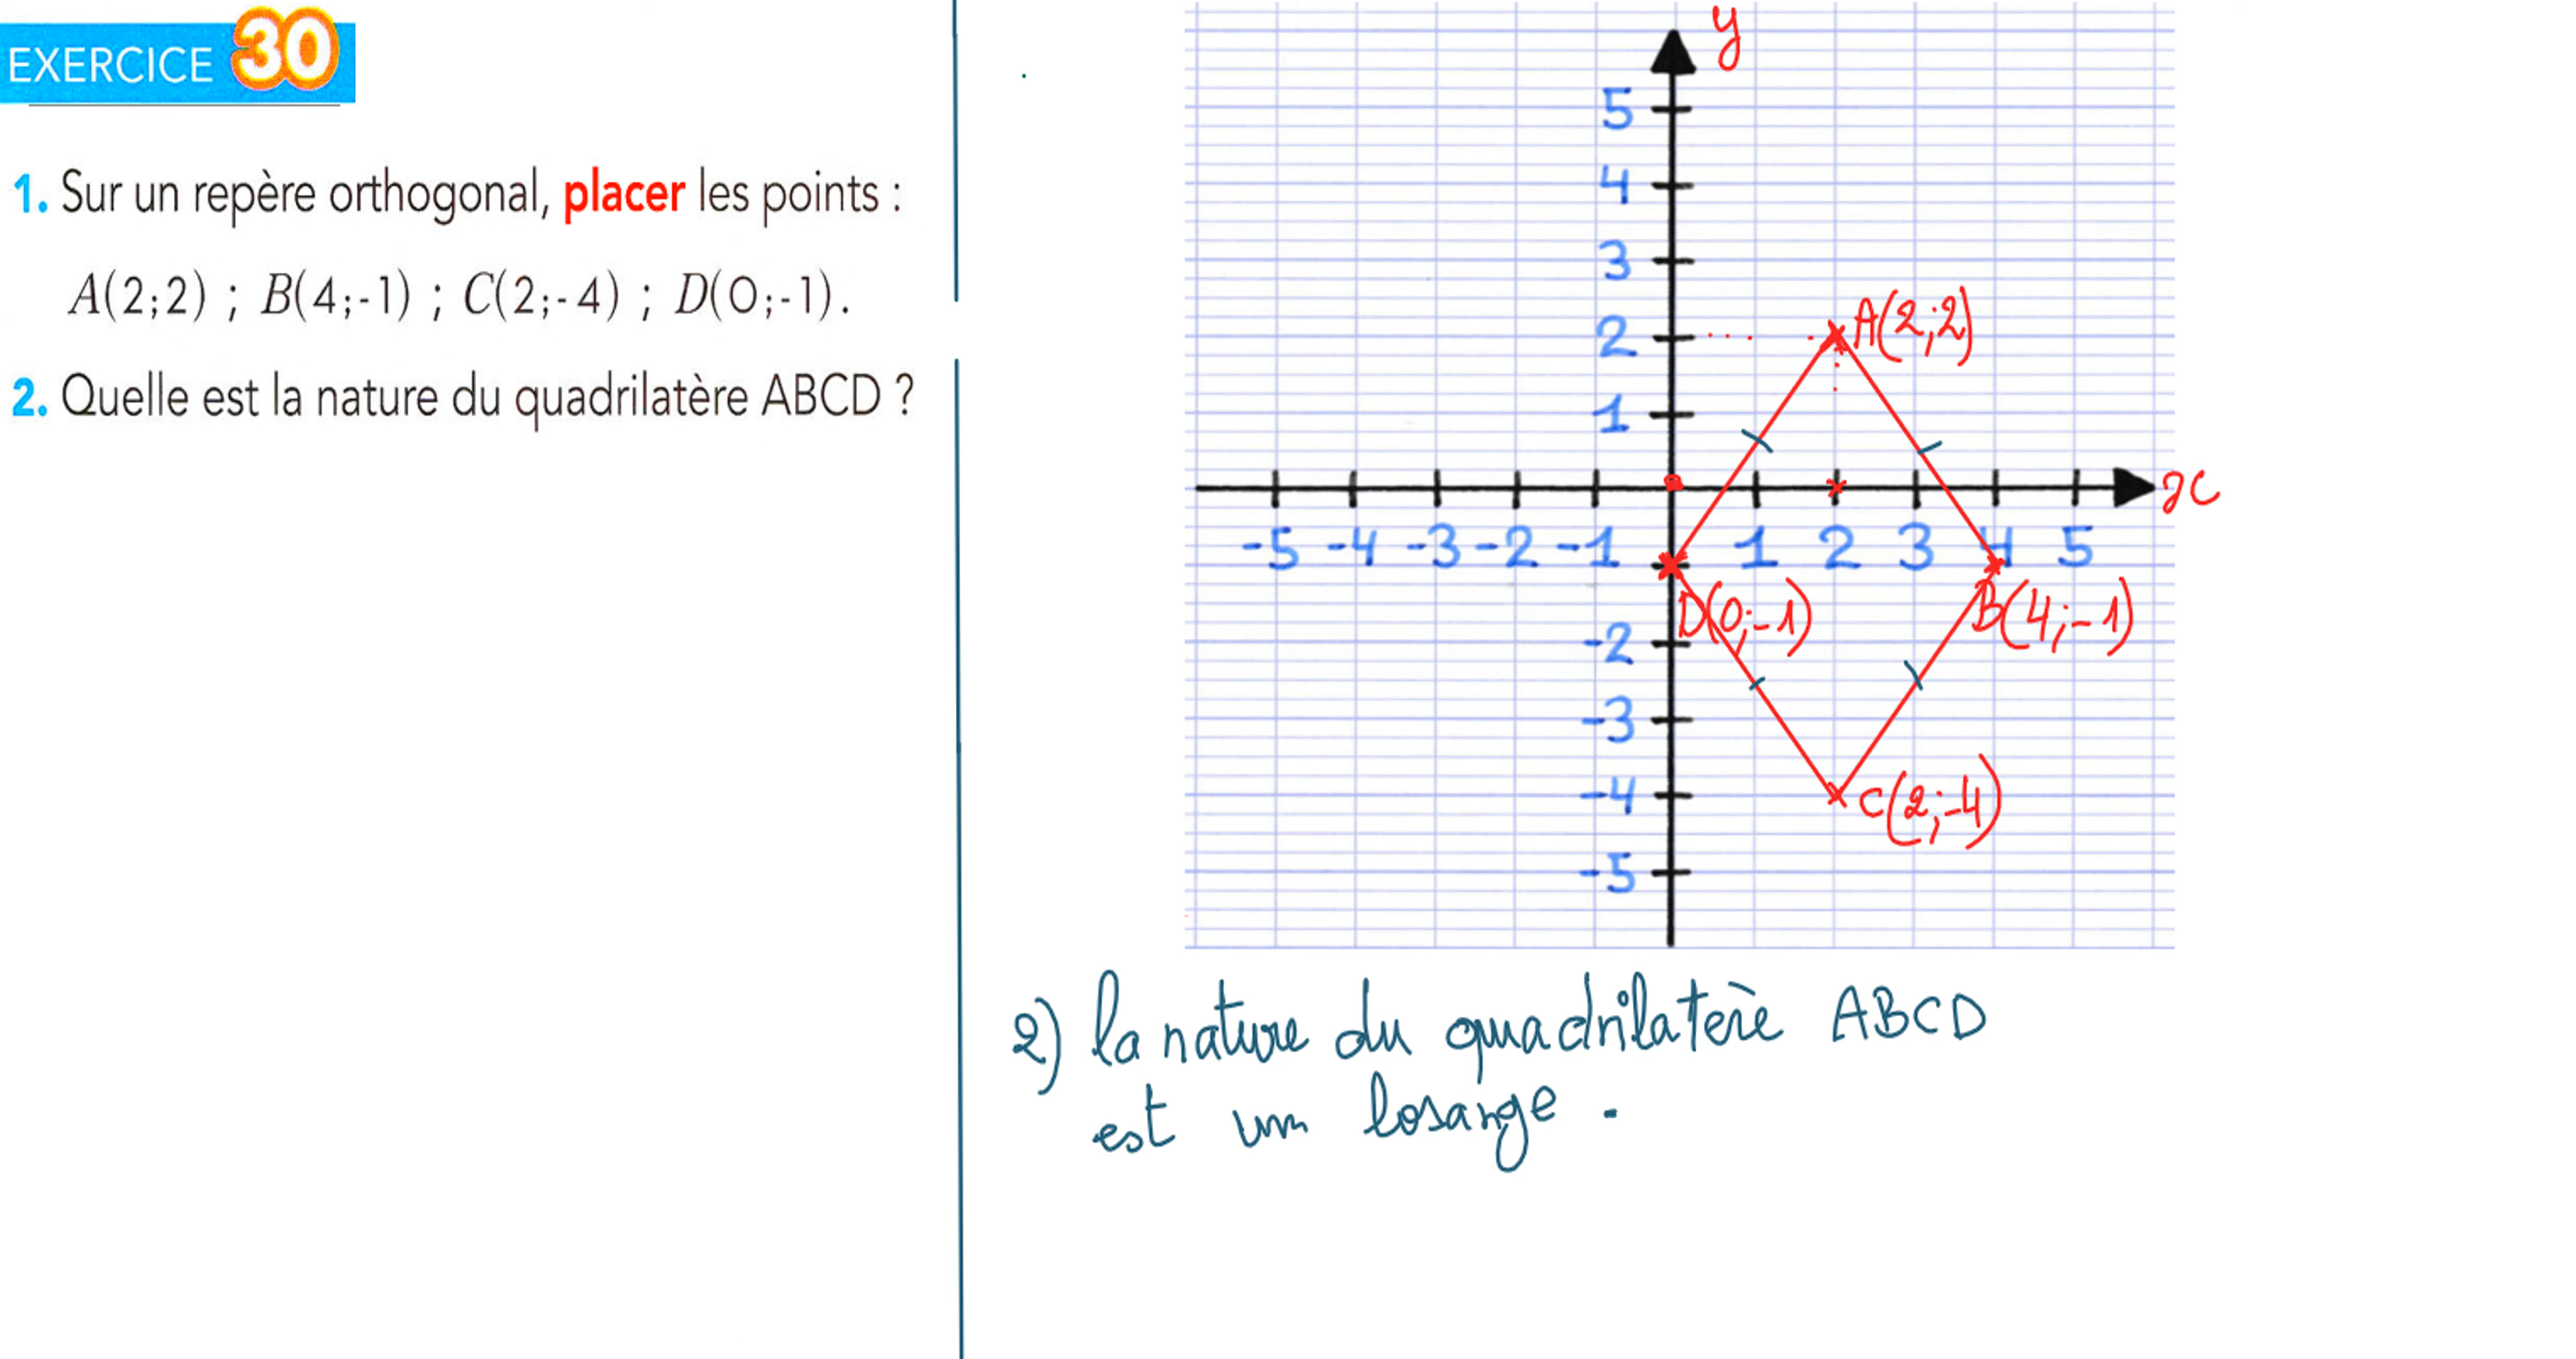 EXERCICE 30
1. Sur un repère orthogonal, placer les points :
A(2;2) ; B(4;-1) ; C(2;-4) ; D(0;-1).
2. Quelle est la nature du quadrilatère ABCD ?
y
5
4
3
2
A(2;2)
1
x
-5 -4 -3 -2 -1 1 2 3 4 5
D(0;-1) B(4;-1)
-2
-3
-4
C(2;-4)
-5
2) la nature du quadrilatère ABCD
est un losange .